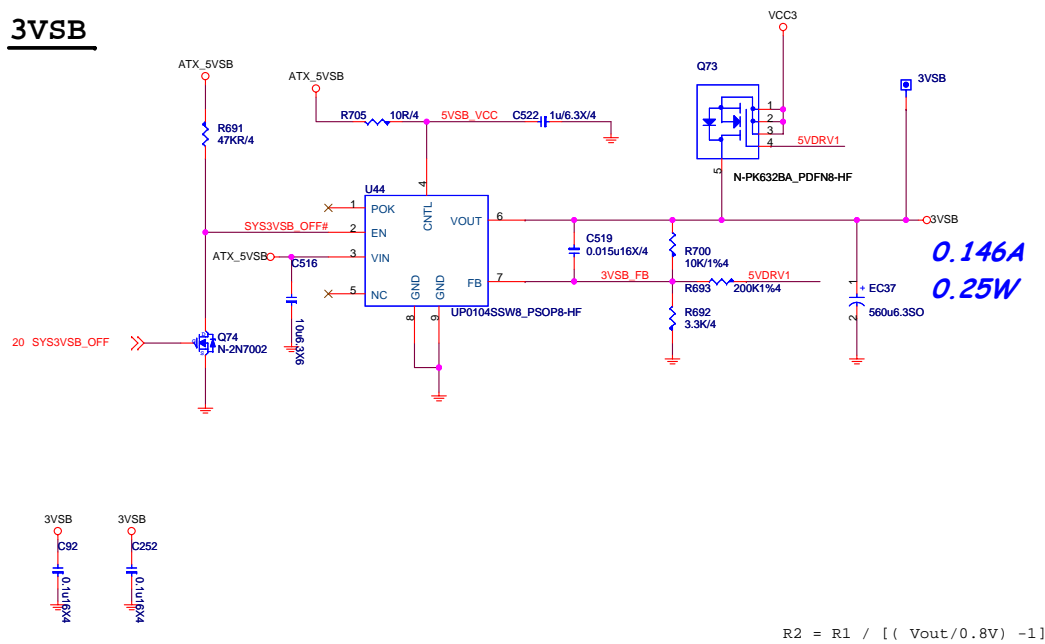 3VSB
ATX_5VSB
R691
47KR/4
ATX_5VSB
R705
10R/4
5VSB_VCC
C522
1u/6.3X/4
VCC3
Q73
1
2
3
4
5VDRV1
5
N-PK632BA_PDFN8-HF
3VSB
U44
4
1
POK
CNTL
VOUT
6
SYS3VSB_OFF#
2
EN
ATX_5VSB
3
VIN
C516
10u6.3X6
5
NC
GND
GND
8
9
FB
7
UP0104SSW8_PSOP8-HF
C519
0.015u16X/4
3VSB_FB
R700
10K/1%4
R693
200K1%4
5VDRV1
R692
3.3K/4
3VSB
0.146A
0.25W
1
+
EC37
560u6.3SO
2
20 SYS3VSB_OFF
Q74
N-2N7002
3VSB
C92
0.1u16X4
3VSB
C252
0.1u16X4
R2 = R1 / [( Vout/0.8V) -1]